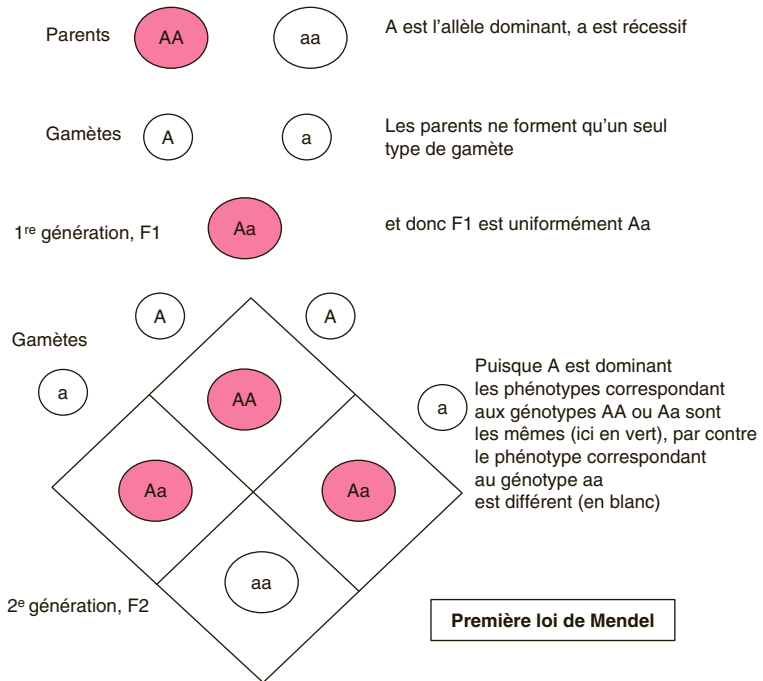 Parents AA aa A est l'allèle dominant, a est récessif
Gamètes A a Les parents ne forment qu'un seul
type de gamète
1re génération, F1 Aa et donc F1 est uniformément Aa
A A
Gamètes
a a
AA
Puisque A est dominant
les phénotypes correspondant
aux génotypes AA ou Aa sont
les mêmes (ici en vert), par contre
le phénotype correspondant
au génotype aa
est différent (en blanc)
Aa Aa
aa
2e génération, F2
Première loi de Mendel